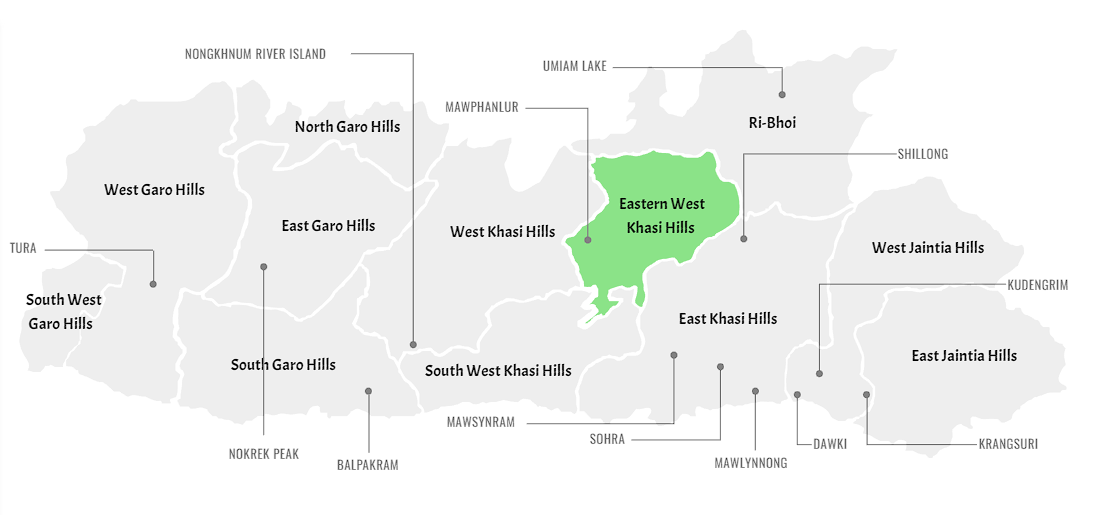 NONGKHNUM RIVER ISLAND
UMIAM LAKE
MAWPHANLUR
North Garo Hills
Ri-Bhoi
SHILLONG
West Garo Hills
East Garo Hills
West Khasi Hills
Eastern West
Khasi Hills
TURA
West Jaintia Hills
KUDENGRIM
South West
Garo Hills
East Khasi Hills
South Garo Hills
South West Khasi Hills
East Jaintia Hills
MAWSYNRAM
SOHRA
DAWKI
KRANGSURI
NOKREK PEAK
BALPAKRAM
MAWLYNNONG